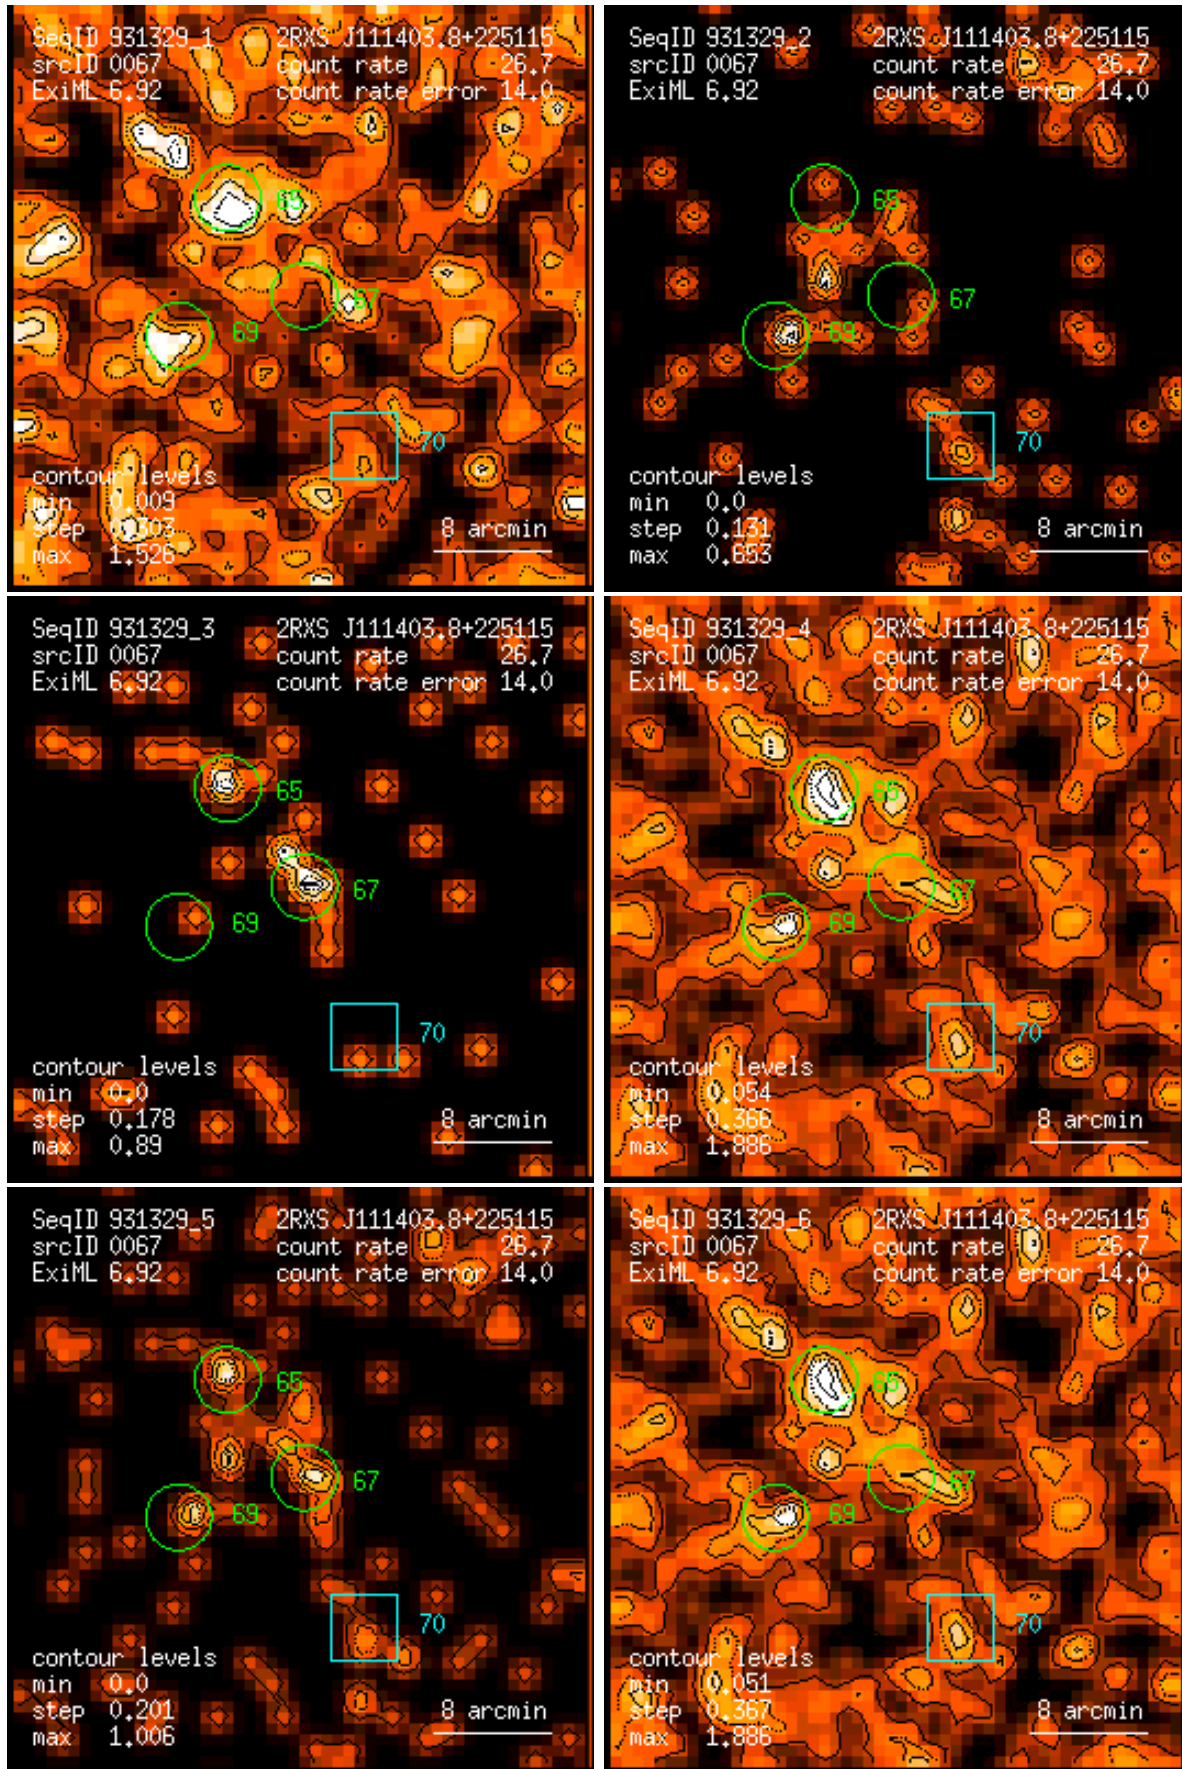 SeqID 931329_1 2RXS J111403.8+225115
srcID 0067 count rate 26.7
ExiML 6.92 count rate error 14.0
65
67
69
70
contour levels
min 0.009
step 0.303
max 1.526
8 arcmin
SeqID 931329_2 2RXS J111403.8+225115
srcID 0067 count rate 26.7
ExiML 6.92 count rate error 14.0
65
67
69
70
contour levels
min 0.0
step 0.131
max 0.653
8 arcmin
SeqID 931329_3 2RXS J111403.8+225115
srcID 0067 count rate 26.7
ExiML 6.92 count rate error 14.0
65
67
69
70
contour levels
min 0.0
step 0.178
max 0.89
8 arcmin
SeqID 931329_4 2RXS J111403.8+225115
srcID 0067 count rate 26.7
ExiML 6.92 count rate error 14.0
65
67
69
70
contour levels
min 0.054
step 0.366
max 1.886
8 arcmin
SeqID 931329_5 2RXS J111403.8+225115
srcID 0067 count rate 26.7
ExiML 6.92 count rate error 14.0
65
67
69
70
contour levels
min 0.0
step 0.201
max 1.006
8 arcmin
SeqID 931329_6 2RXS J111403.8+225115
srcID 0067 count rate 26.7
ExiML 6.92 count rate error 14.0
65
67
69
70
contour levels
min 0.051
step 0.367
max 1.886
8 arcmin